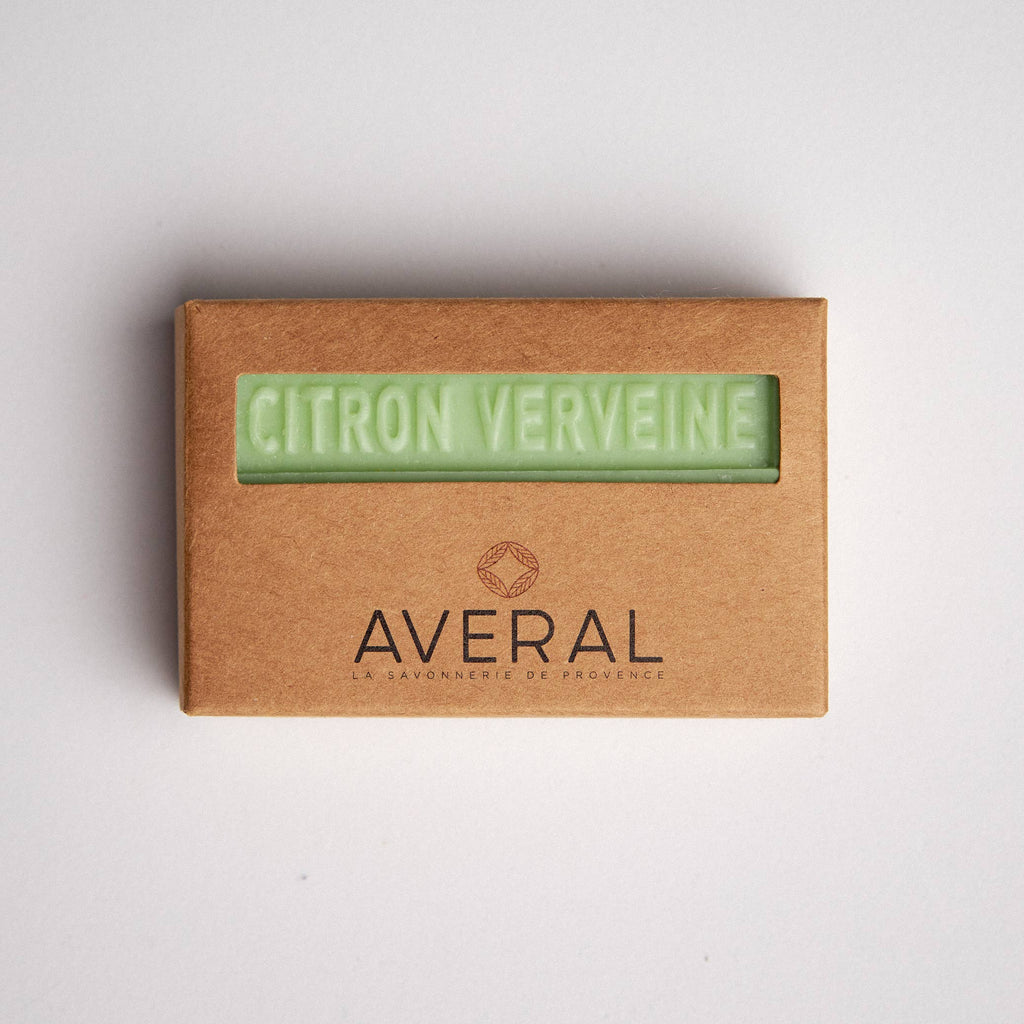 CITRON VERVEINE
AVERAL
LA SAVONNERIE DE PROVENCE